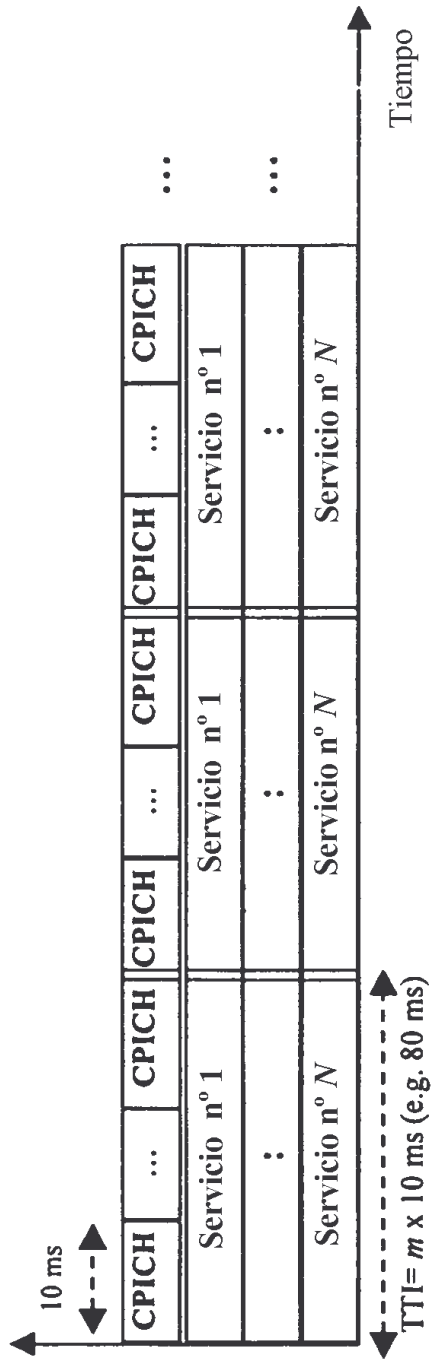 10 ms
CPICH ... CPICH CPICH ... CPICH CPICH ... CPICH ...
Servicio nº 1 Servicio nº 1 Servicio nº 1
: : : ...
Servicio nº N Servicio nº N Servicio nº N
TTI= m x 10 ms (e.g. 80 ms)
Tiempo